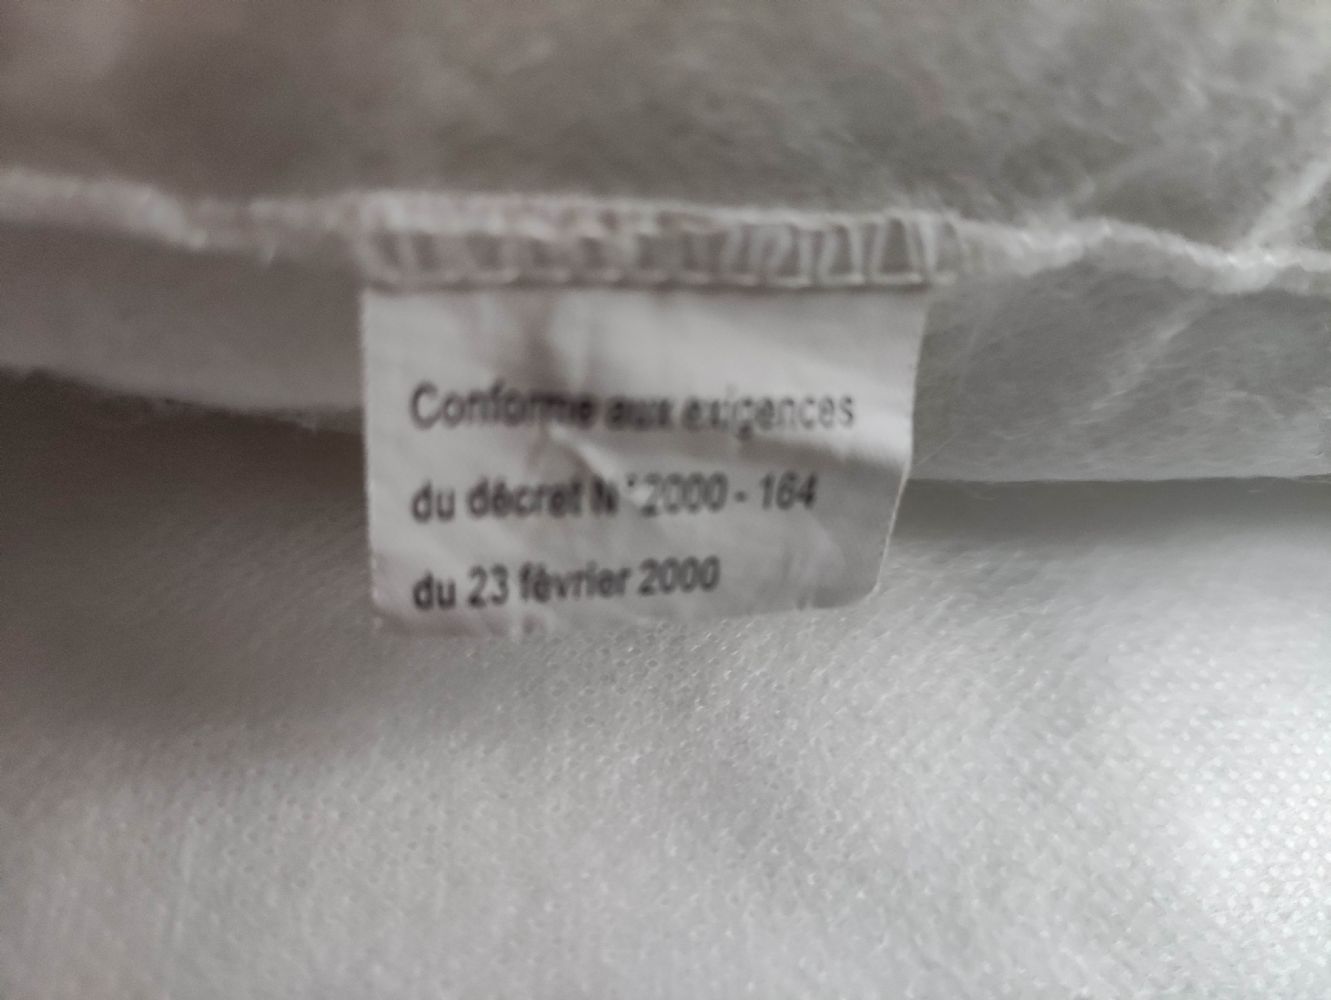 Conforme aux exigences
du décret N°2000 - 164
du 23 février 2000